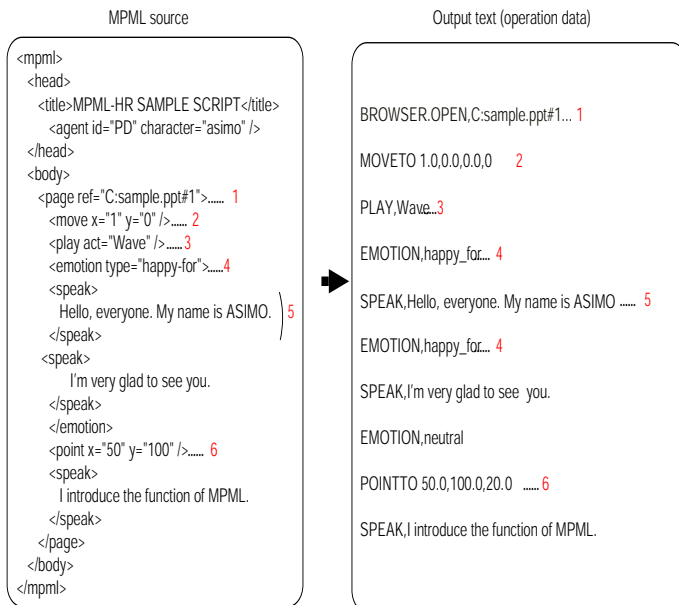 MPML source
<mpml>
<head>
<title>MPML-HR SAMPLE SCRIPT</title>
<agent id="PD" character="asimo" />
</head>
<body>
<page ref="C:sample.ppt#1">...... 1
<move x="1" y="0" />...... 2
<play act="Wave" />...... 3
<emotion type="happy-for">......4
<speak>
Hello, everyone. My name is ASIMO. 5
</speak>
<speak>
I'm very glad to see you.
</speak>
</emotion>
<point x="50" y="100" />...... 6
<speak>
I introduce the function of MPML.
</speak>
</page>
</body>
</mpml>
Output text (operation data)
BROWSER.OPEN,C:sample.ppt#1... 1
MOVETO 1.0,0.0,0.0,0 2
PLAY,Wave...3
EMOTION,happy_for.... 4
SPEAK,Hello, everyone. My name is ASIMO ...... 5
EMOTION,happy_for.... 4
SPEAK,I'm very glad to see you.
EMOTION,neutral
POINTTO 50.0,100.0,20.0 ...... 6
SPEAK,I introduce the function of MPML.